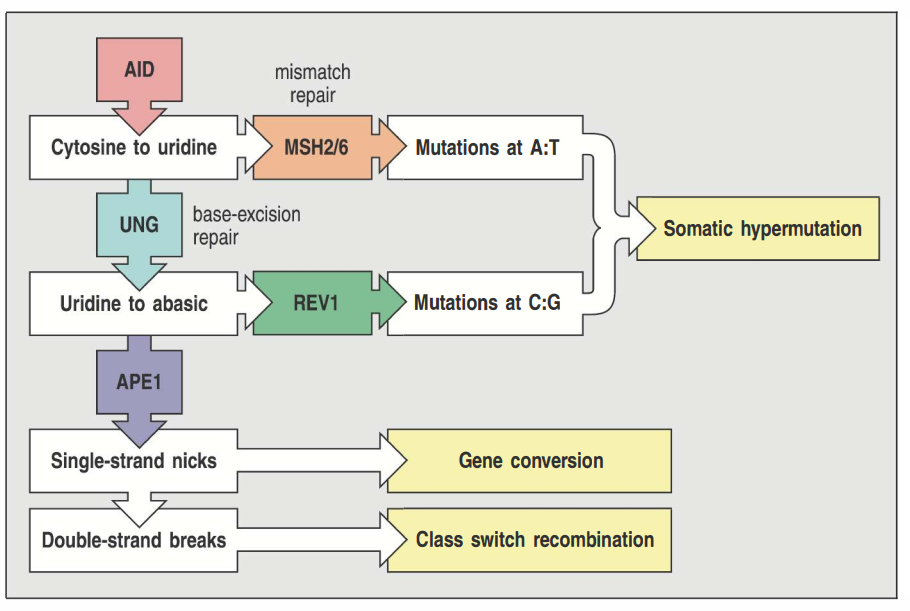 AID
mismatch
repair
Cytosine to uridine
MSH2/6
Mutations at A:T
UNG
base-excision
repair
Somatic hypermutation
Uridine to abasic
REV1
Mutations at C:G
APE1
Single-strand nicks
Gene conversion
Double-strand breaks
Class switch recombination